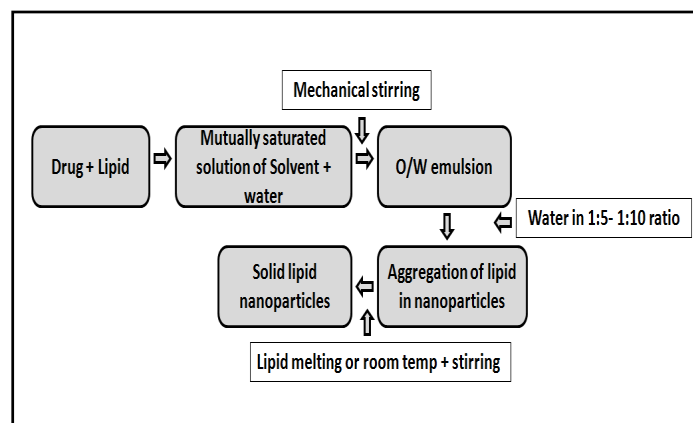 Mechanical stirring
Drug + Lipid
Mutually saturated
solution of Solvent +
water
O/W emulsion
Water in 1:5- 1:10 ratio
Solid lipid
nanoparticles
Aggregation of lipid
in nanoparticles
Lipid melting or room temp + stirring